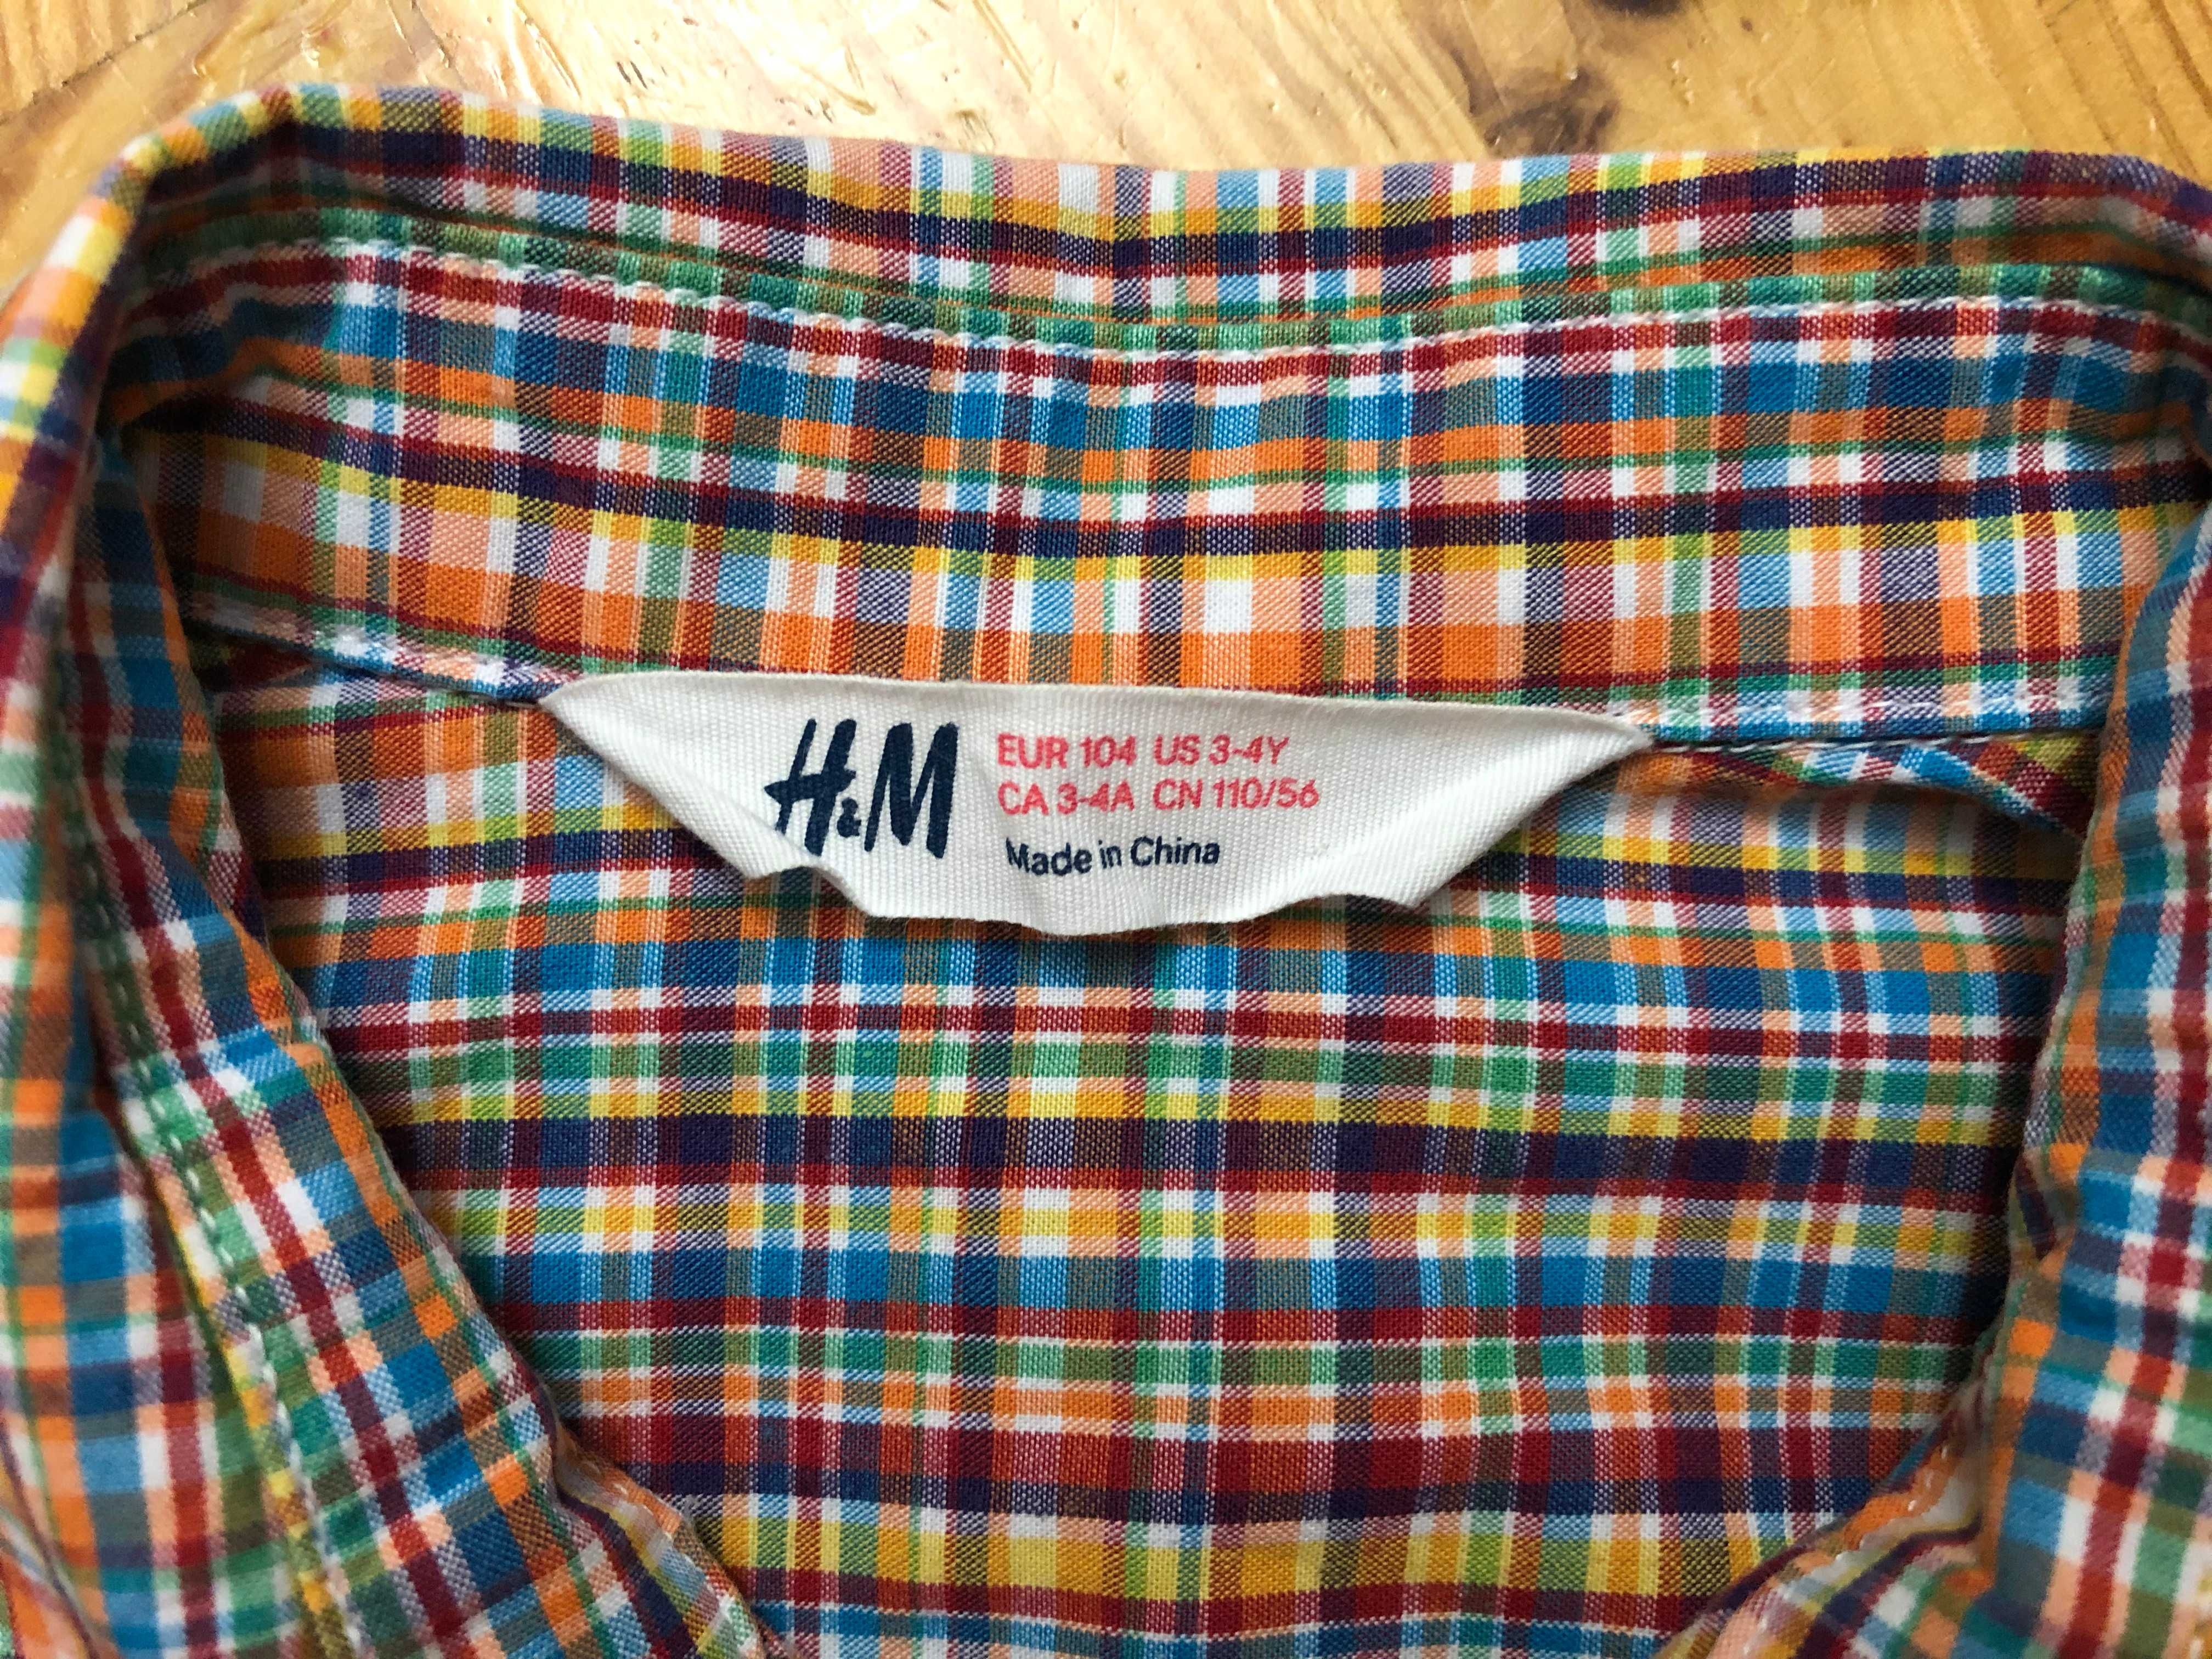 H&M
EUR 104 US 3-4Y
CA 3-4A CN 110/56
Made in China